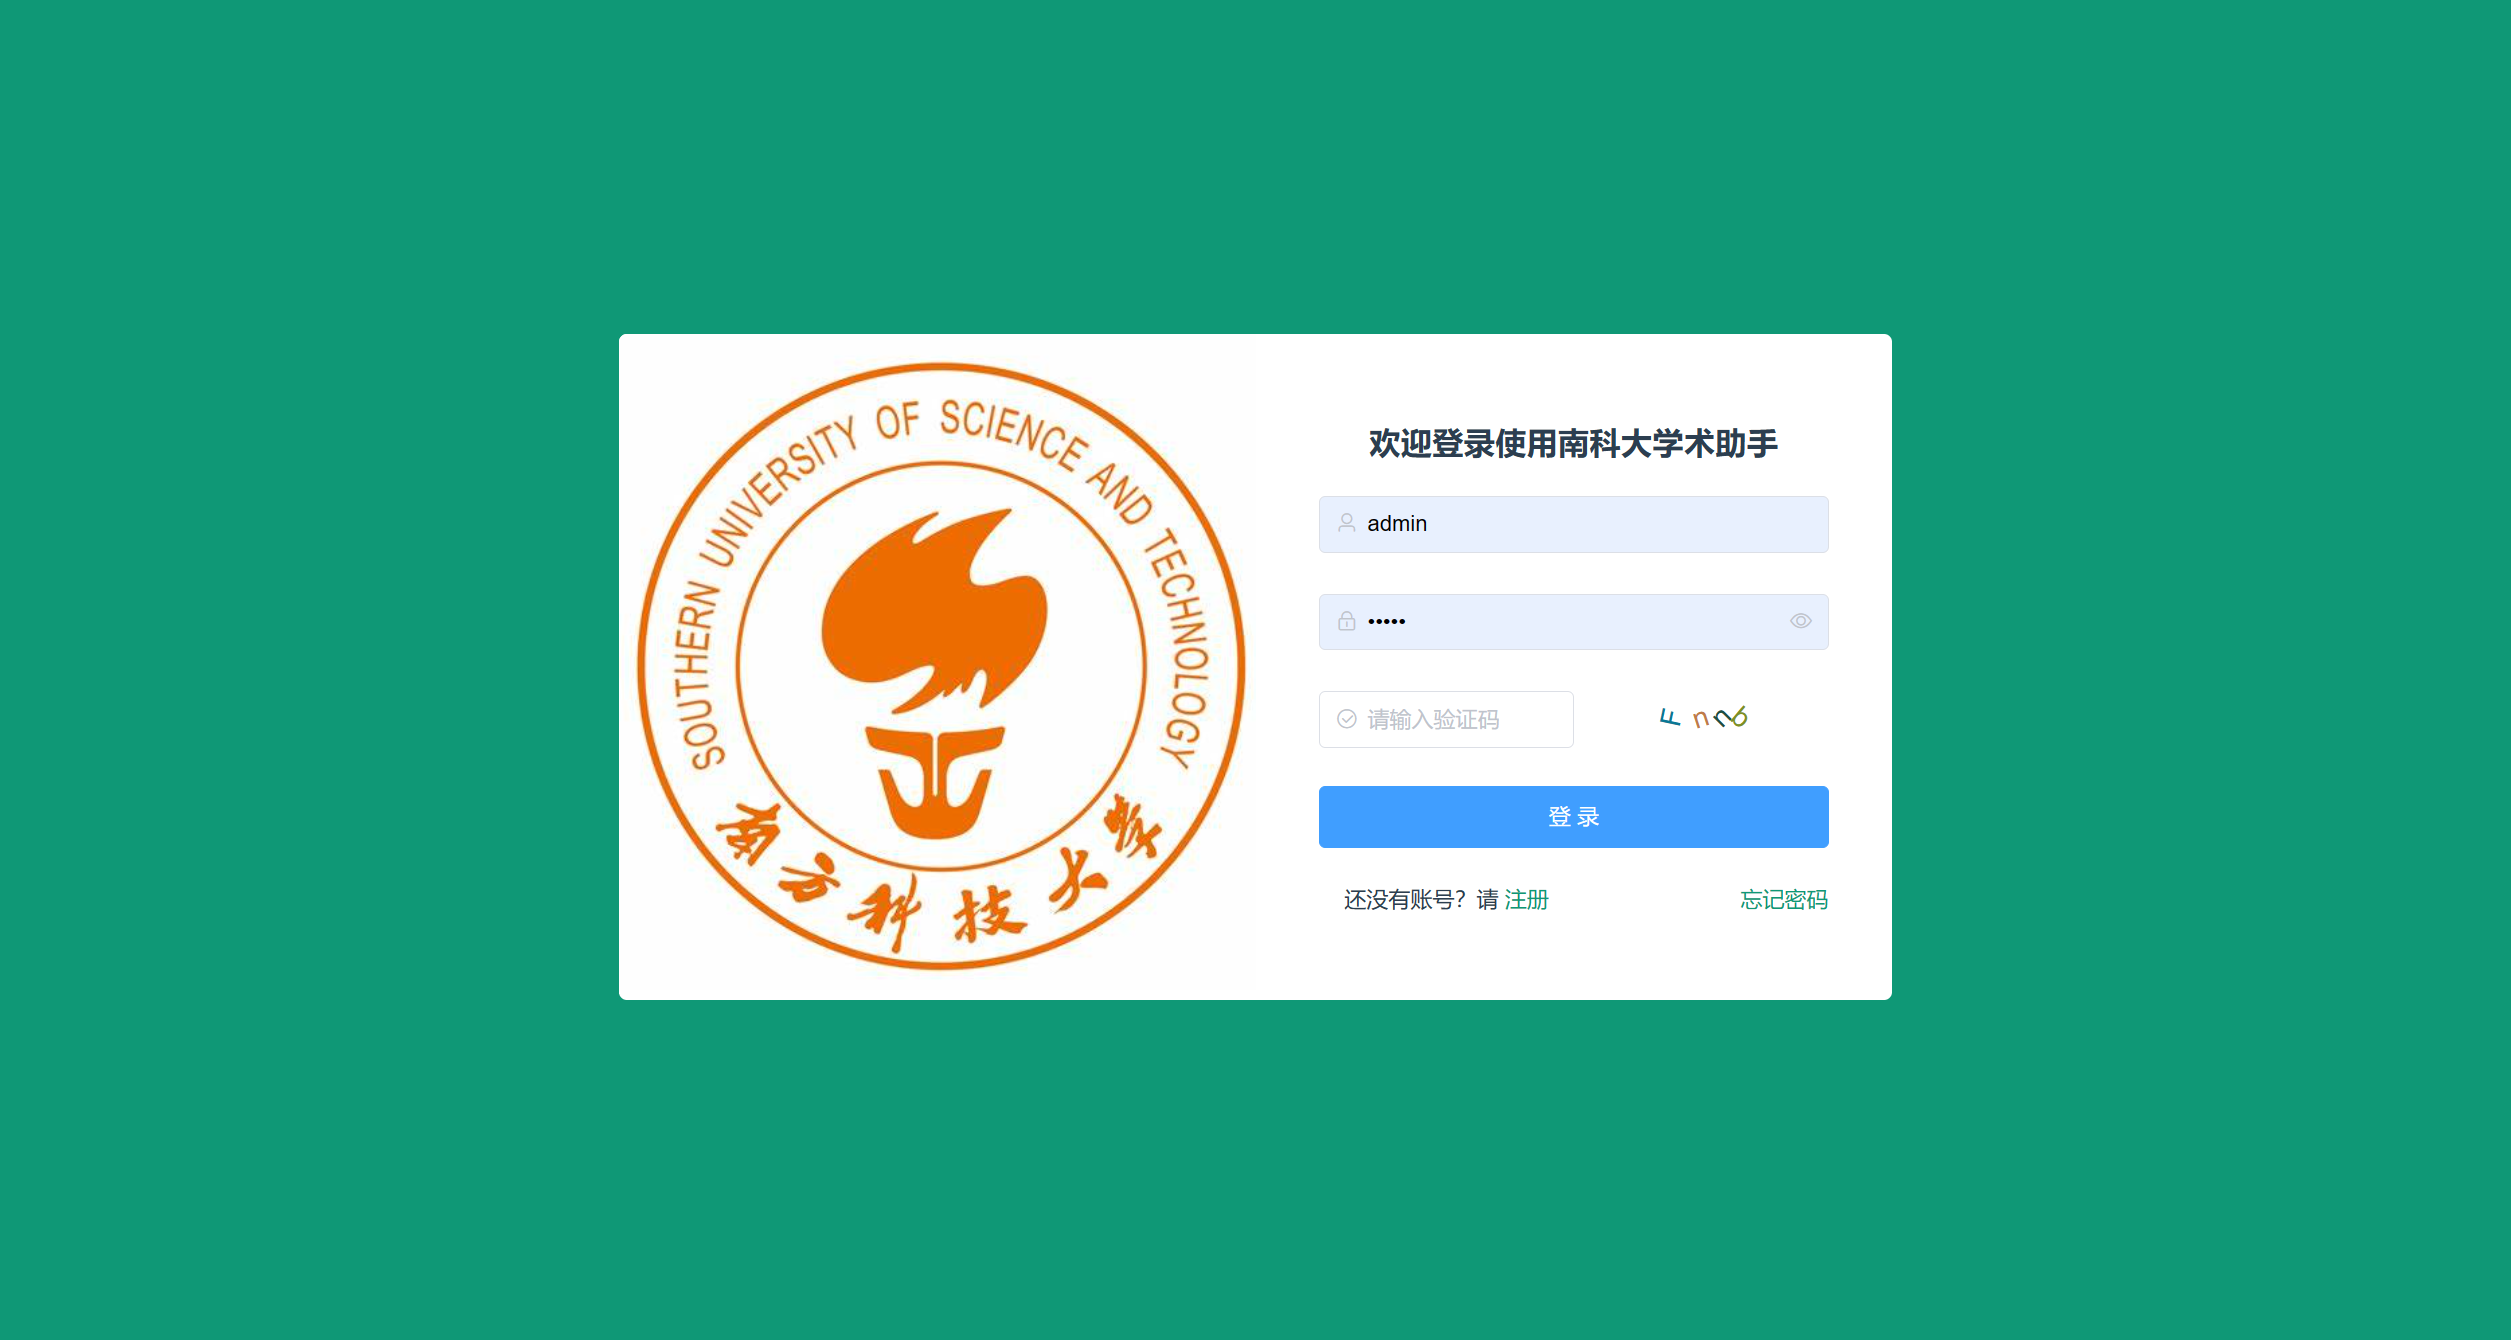 SOUTHERN UNIVERSITY OF SCIENCE AND TECHNOLOGY
南方科技大学
欢迎登录使用南科大学术助手
admin
•••••
请输入验证码
登 录
还没有账号？请 注册
忘记密码